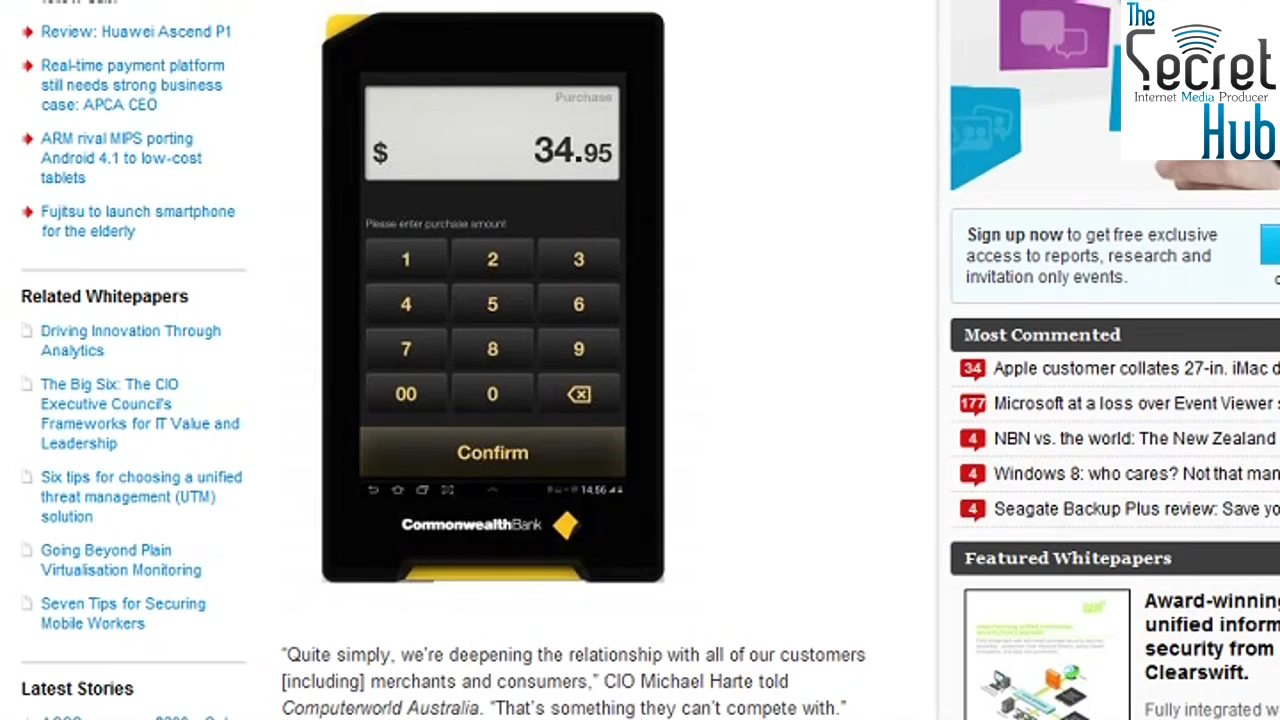 Review: Huawei Ascend P1
Real-time payment platform
still needs strong business
case: APCA CEO
ARM rival MIPS porting
Android 4.1 to low-cost
tablets
Fujitsu to launch smartphone
for the elderly
Related Whitepapers
Driving Innovation Through
Analytics
The Big Six: The CIO
Executive Council's
Frameworks for IT Value and
Leadership
Six tips for choosing a unified
threat management (UTM)
solution
Going Beyond Plain
Virtualisation Monitoring
Seven Tips for Securing
Mobile Workers
Latest Stories
Purchase
$ 34.95
Please enter purchase amount
1 2 3
4 5 6
7 8 9
00 0
Confirm
14:56
CommonwealthBank
"Quite simply, we're deepening the relationship with all of our customers
[including] merchants and consumers," CIO Michael Harte told
Computerworld Australia. "That's something they can't compete with."
The
Secret
Internet Media Producer
Hub
Sign up now to get free exclusive
access to reports, research and
invitation only events.
Most Commented
34 Apple customer collates 27-in. iMac d
177 Microsoft at a loss over Event Viewer
4 NBN vs. the world: The New Zealand
4 Windows 8: who cares? Not that man
4 Seagate Backup Plus review: Save yo
Featured Whitepapers
Award-winning
unified inform
security from
Clearswift.
Fully integrated w